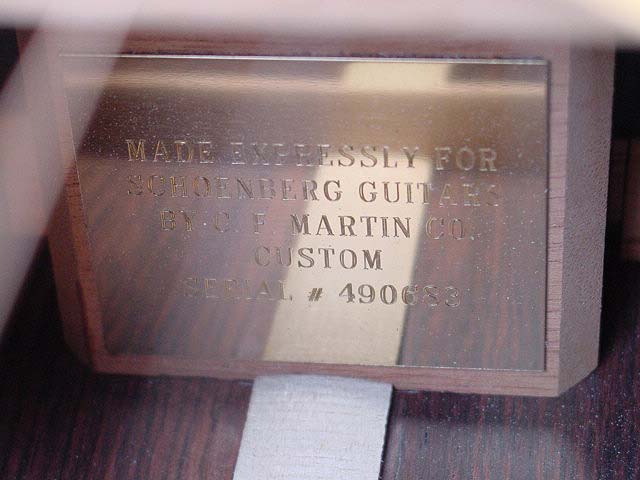 MADE EXPRESSLY FOR
SCHOENBERG GUITARS
BY C. F. MARTIN CO.
CUSTOM
SERIAL # 490683